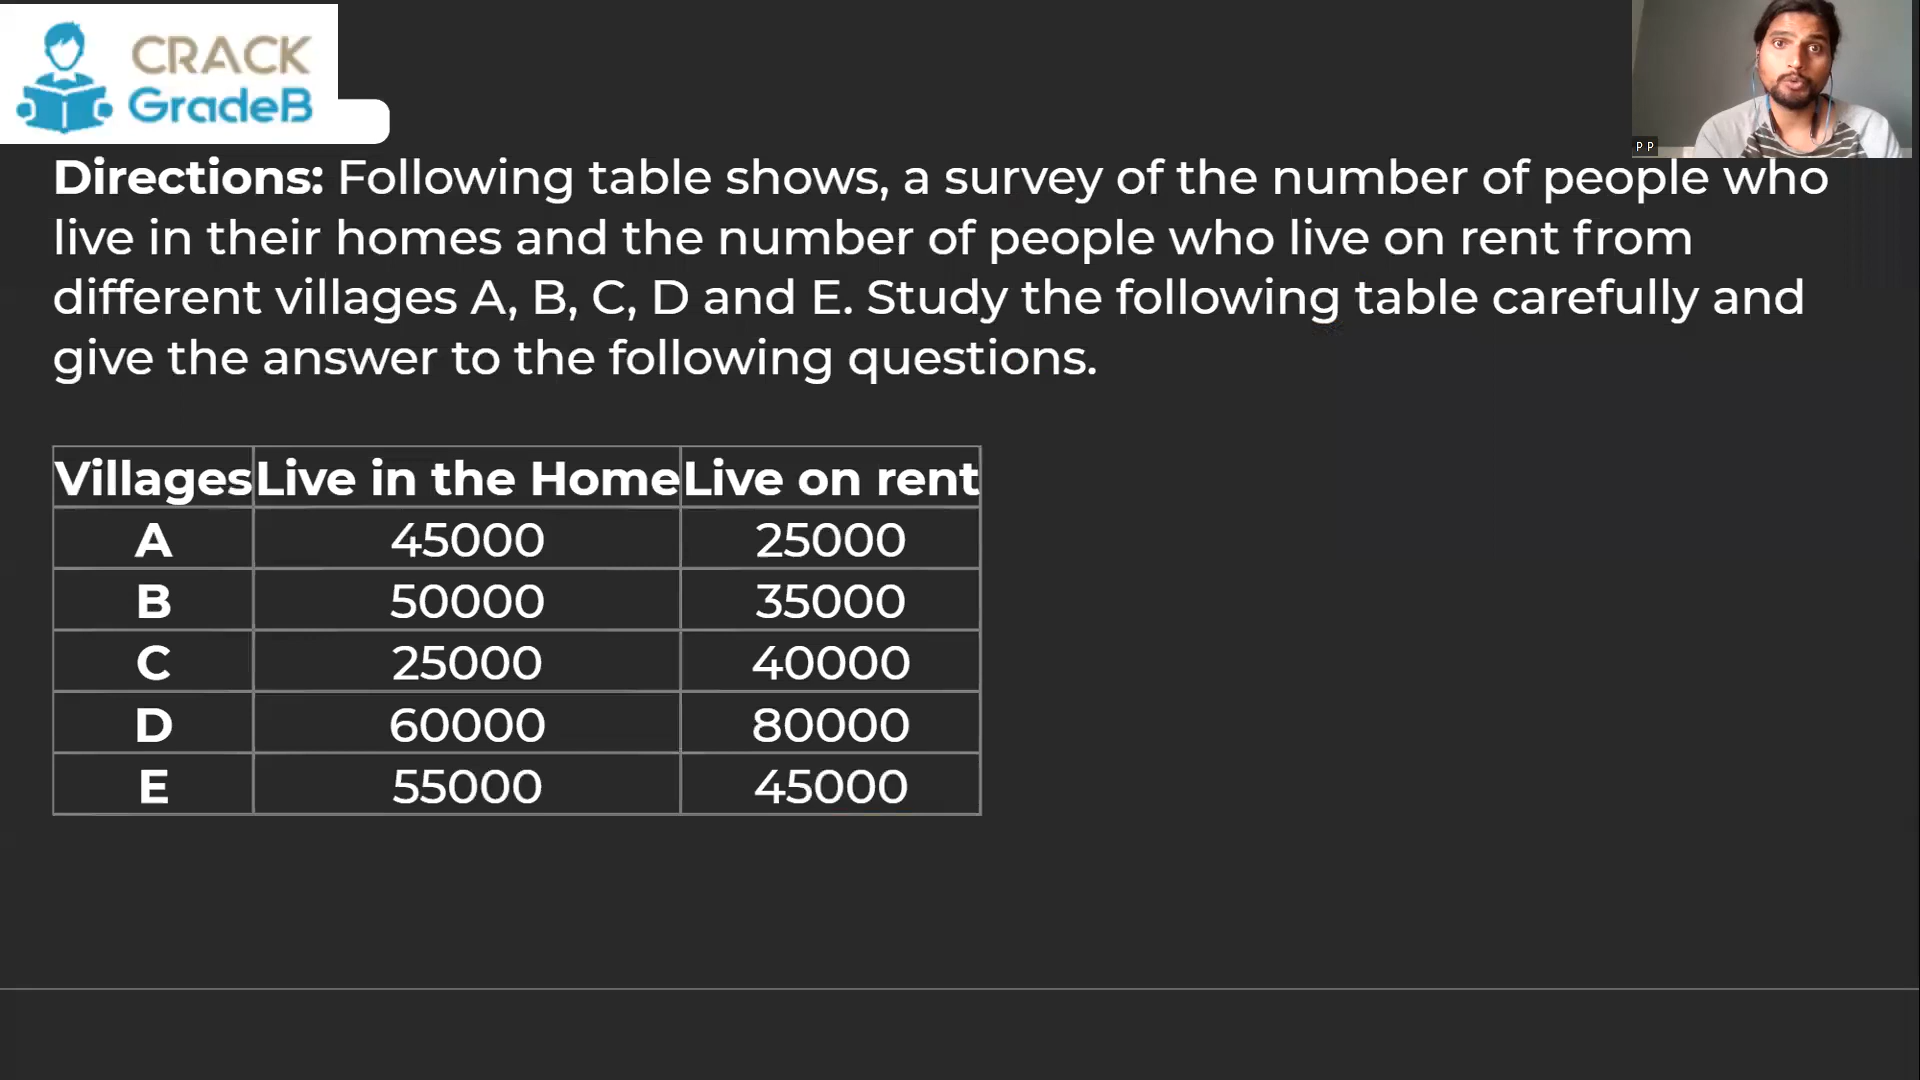 CRACK
GradeB
P P
Directions: Following table shows, a survey of the number of people who
live in their homes and the number of people who live on rent from
different villages A, B, C, D and E. Study the following table carefully and
give the answer to the following questions.
Villages Live in the Home Live on rent
A 45000 25000
B 50000 35000
C 25000 40000
D 60000 80000
E 55000 45000